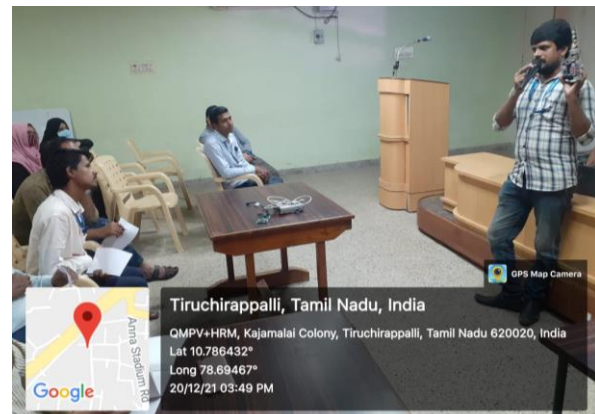 GPS Map Camera
Tiruchirappalli, Tamil Nadu, India
QMPV+HRM, Kajamalai Colony, Tiruchirappalli, Tamil Nadu 620020, India
Lat 10.786432°
Long 78.69467°
20/12/21 03:49 PM
Anna Stadium Rd
Google